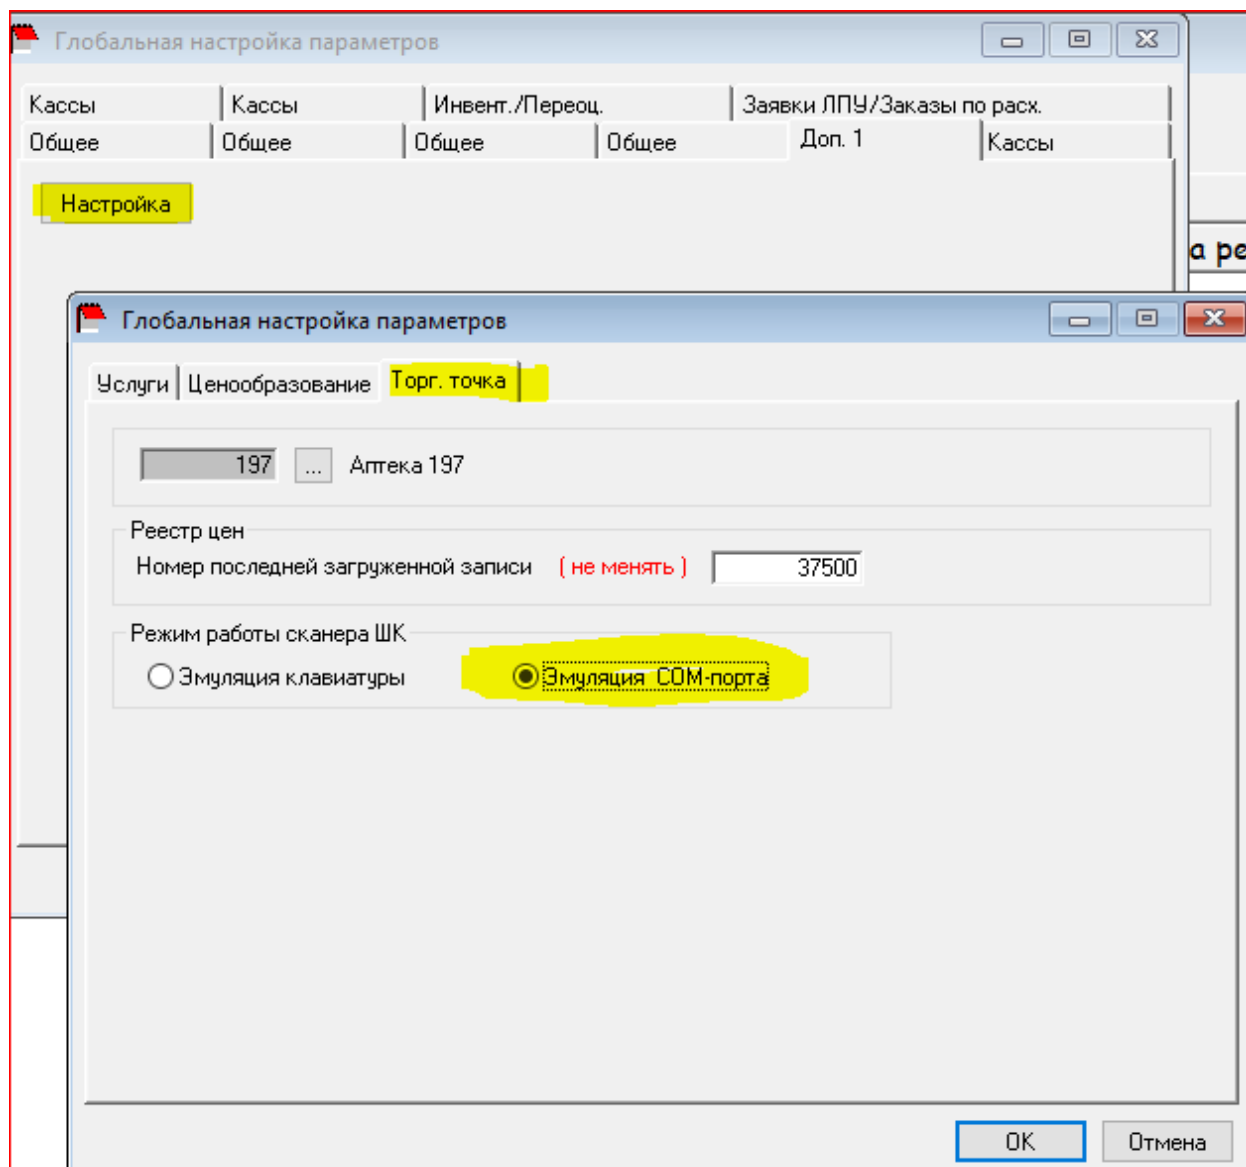 Глобальная настройка параметров
Кассы Кассы Инвент./Переоц. Заявки ЛПУ/Заказы по расх.
Общее Общее Общее Общее Доп. 1 Кассы
Настройка
а ре
Глобальная настройка параметров
Услуги Ценообразование Торг. точка
197 ... Аптека 197
Реестр цен
Номер последней загруженной записи ( не менять ) 37500
Режим работы сканера ШК
Эмуляция клавиатуры Эмуляция COM-порта
OK Отмена